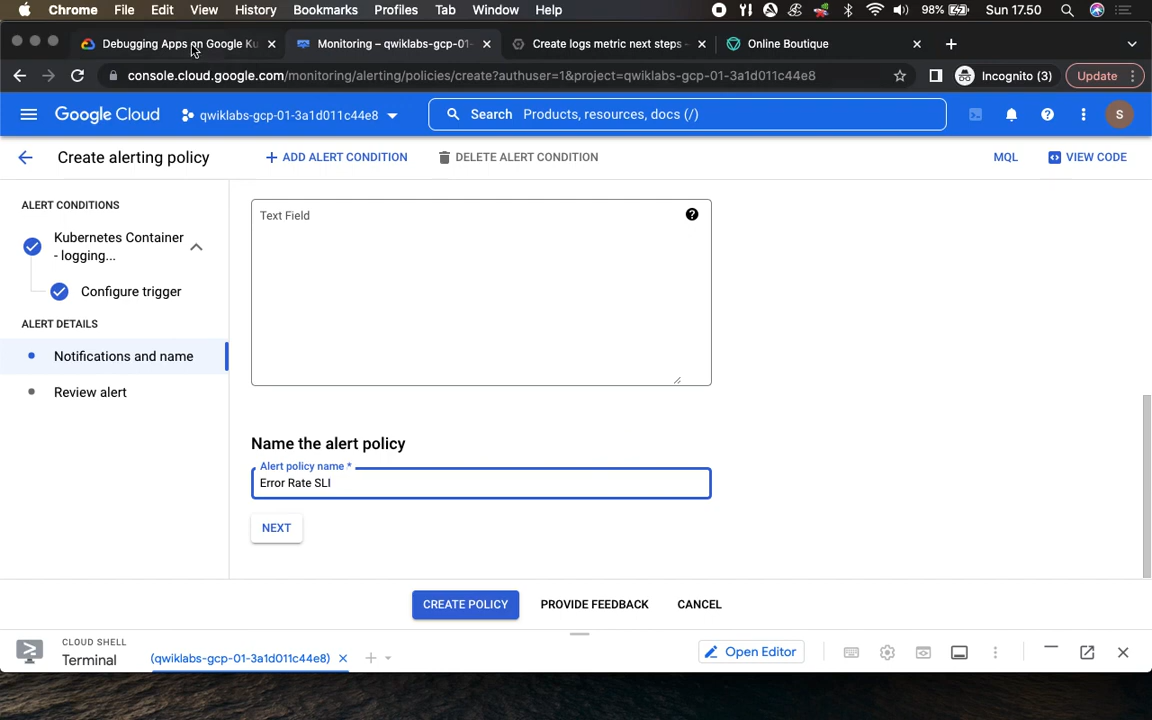 Chrome File Edit View History Bookmarks Profiles Tab Window Help 98% Sun 17.50
Debugging Apps on Google Ku Monitoring – qwiklabs-gcp-01- Create logs metric next steps - Online Boutique
console.cloud.google.com/monitoring/alerting/policies/create?authuser=1&project=qwiklabs-gcp-01-3a1d011c44e8 Incognito (3) Update
Google Cloud qwiklabs-gcp-01-3a1d011c44e8 Search Products, resources, docs (/) S
Create alerting policy ADD ALERT CONDITION DELETE ALERT CONDITION MQL VIEW CODE
ALERT CONDITIONS
Kubernetes Container
- logging...
Configure trigger
ALERT DETAILS
Notifications and name
Review alert
Text Field
Name the alert policy
Alert policy name *
Error Rate SLI
NEXT
CREATE POLICY PROVIDE FEEDBACK CANCEL
CLOUD SHELL
Terminal (qwiklabs-gcp-01-3a1d011c44e8) Open Editor